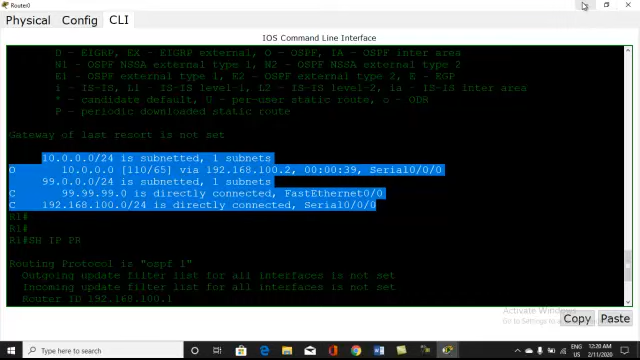 Router0
Physical Config CLI
IOS Command Line Interface
D - EIGRP, EX - EIGRP external, O - OSPF, IA - OSPF inter area
N1 - OSPF NSSA external type 1, N2 - OSPF NSSA external type 2
E1 - OSPF external type 1, E2 - OSPF external type 2, E - EGP
i - IS-IS, L1 - IS-IS level-1, L2 - IS-IS level-2, ia - IS-IS inter area
* - candidate default, U - per-user static route, o - ODR
P - periodic downloaded static route
Gateway of last resort is not set
10.0.0.0/24 is subnetted, 1 subnets
O 10.0.0.0 [110/65] via 192.168.100.2, 00:00:39, Serial0/0/0
99.0.0.0/24 is subnetted, 1 subnets
C 99.99.99.0 is directly connected, FastEthernet0/0
C 192.168.100.0/24 is directly connected, Serial0/0/0
R1#
R1#
R1#SH IP PR
Routing Protocol is "ospf 1"
Outgoing update filter list for all interfaces is not set
Incoming update filter list for all interfaces is not set
Router ID 192.168.100.1
Activate Windows
Go to Settings to
Copy Paste
Type here to search
ENG
US
12:20 AM
2/11/2020